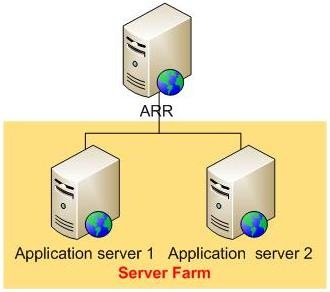 ARR
Application server 1 Application server 2
Server Farm